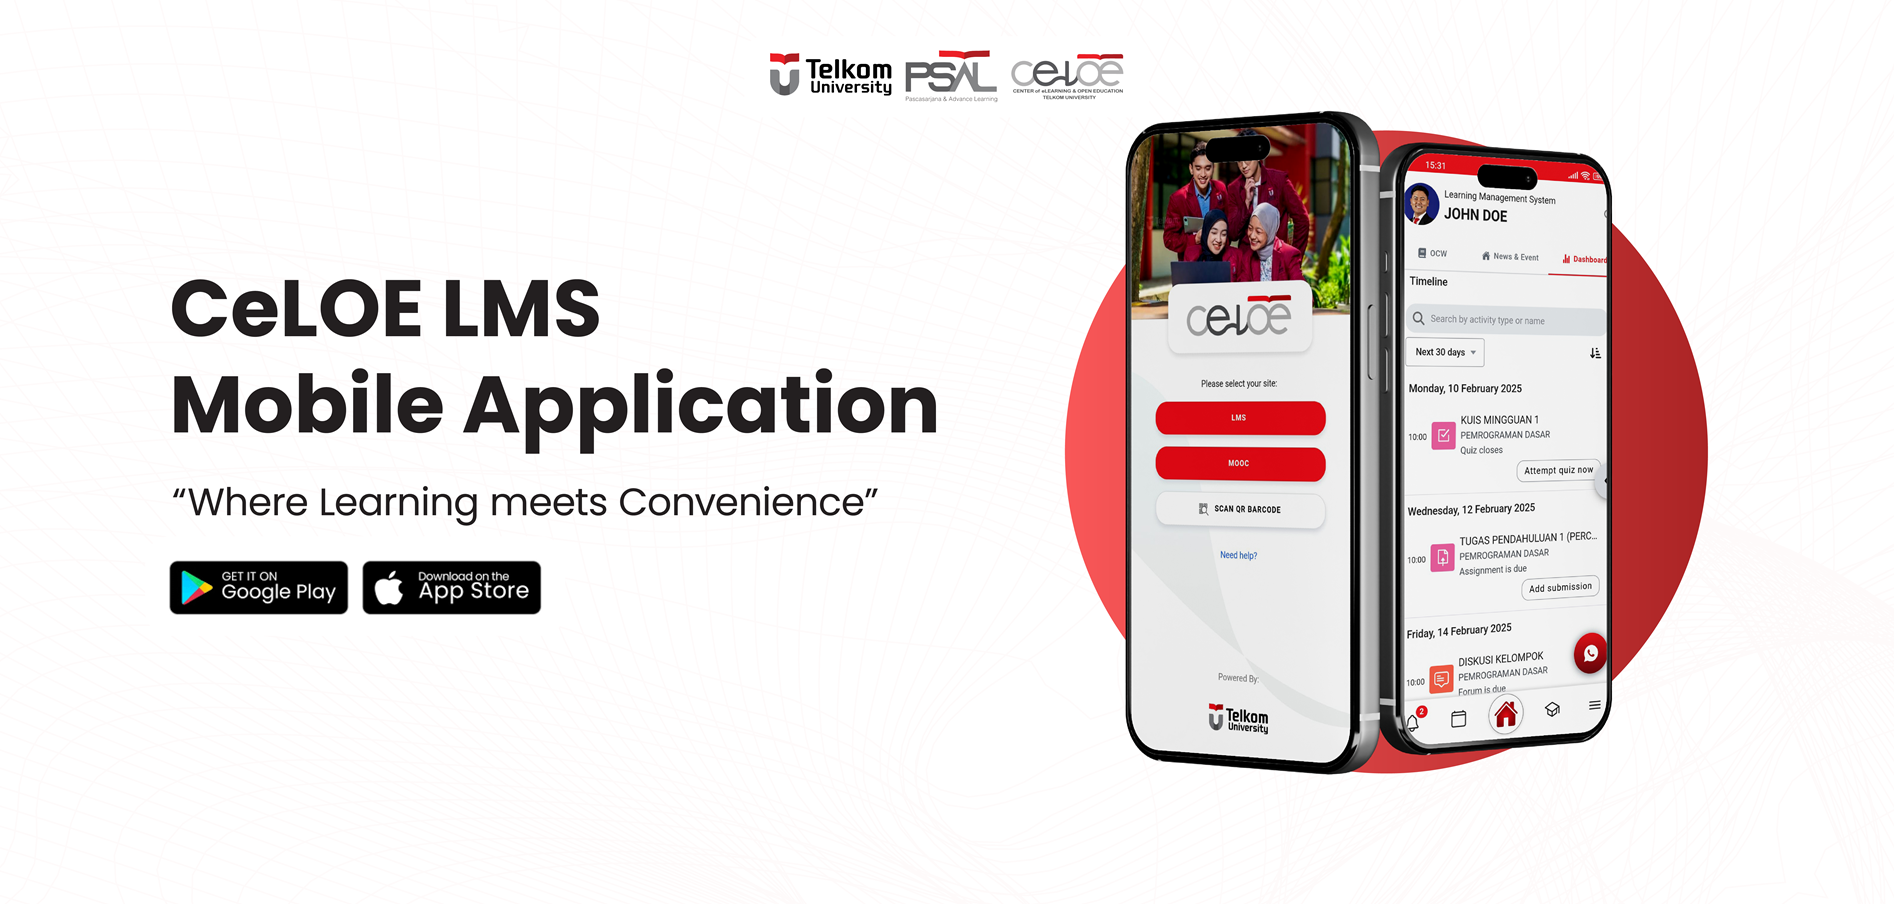 Telkom
University
PSAL
Pascasarjana & Advance Learning
celoe
CENTER of eLEARNING & OPEN EDUCATION
TELKOM UNIVERSITY
CeLOE LMS
Mobile Application
“Where Learning meets Convenience”
GET IT ON
Google Play
Download on the
App Store
celoe
Please select your site:
LMS
MOOC
SCAN QR BARCODE
Need help?
Powered By:
Telkom
University
15:31
Learning Management System
JOHN DOE
OCW
News & Event
Dashboard
Timeline
Search by activity type or name
Next 30 days
Monday, 10 February 2025
10:00
KUIS MINGGUAN 1
PEMROGRAMAN DASAR
Quiz closes
Attempt quiz now
Wednesday, 12 February 2025
10:00
TUGAS PENDAHULUAN 1 (PERC...
PEMROGRAMAN DASAR
Assignment is due
Add submission
Friday, 14 February 2025
10:00
DISKUSI KELOMPOK
PEMROGRAMAN DASAR
Forum is due
2